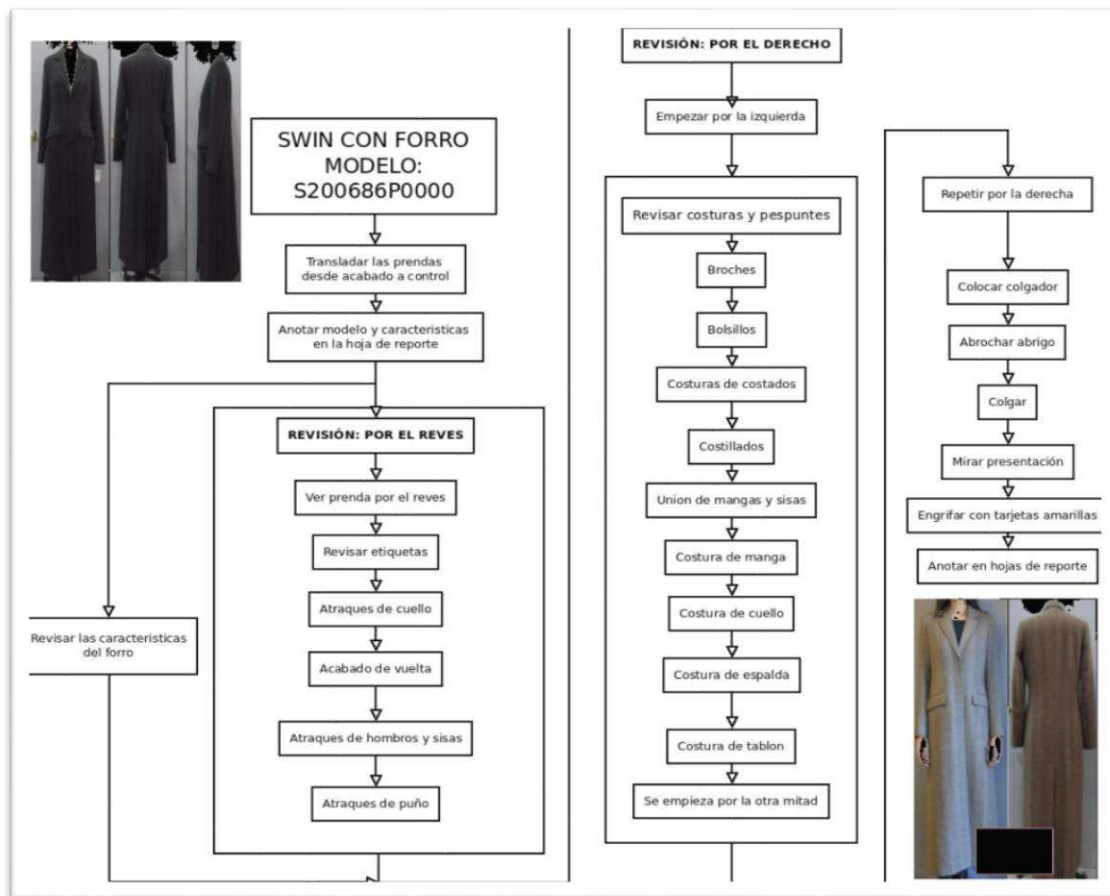 SWIN CON FORRO
MODELO:
S200686P0000
Transladar las prendas
desde acabado a control
Anotar modelo y caracteristicas
en la hoja de reporte
Revisar las caracteristicas
del forro
REVISIÓN: POR EL REVES
Ver prenda por el reves
Revisar etiquetas
Atraques de cuello
Acabado de vuelta
Atraques de hombros y sisas
Atraques de puño
REVISIÓN: POR EL DERECHO
Empezar por la izquierda
Revisar costuras y pespuntes
Broches
Bolsillos
Costuras de costados
Costillados
Union de mangas y sisas
Costura de manga
Costura de cuello
Costura de espalda
Costura de tablon
Se empieza por la otra mitad
Repetir por la derecha
Colocar colgador
Abrochar abrigo
Colgar
Mirar presentación
Engrifar con tarjetas amarillas
Anotar en hojas de reporte